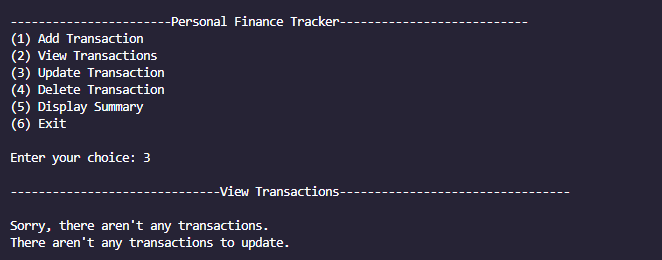 -----------------------Personal Finance Tracker---------------------------
(1) Add Transaction
(2) View Transactions
(3) Update Transaction
(4) Delete Transaction
(5) Display Summary
(6) Exit
Enter your choice: 3
------------------------------View Transactions---------------------------------
Sorry, there aren't any transactions.
There aren't any transactions to update.